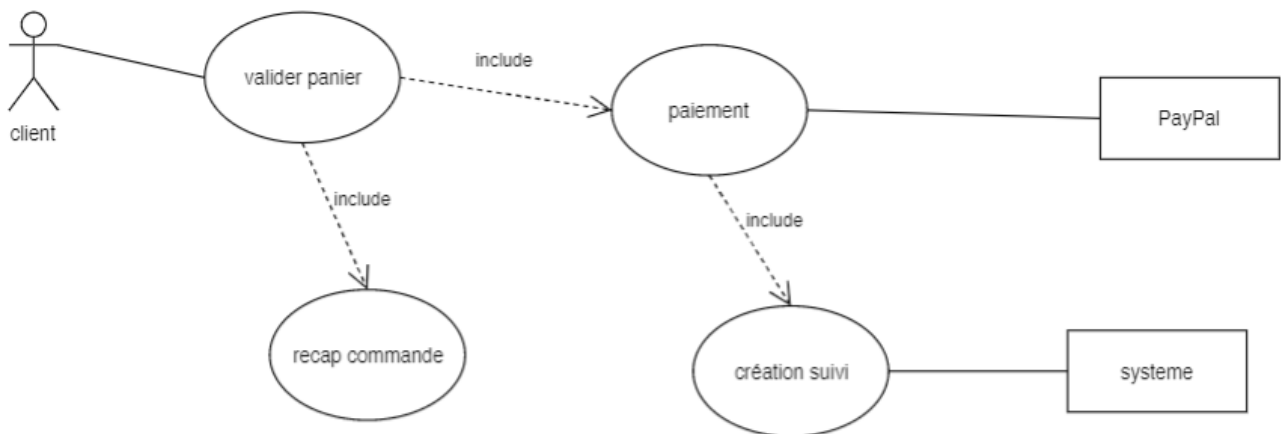 client
valider panier
include
paiement
PayPal
include
include
recap commande
création suivi
systeme